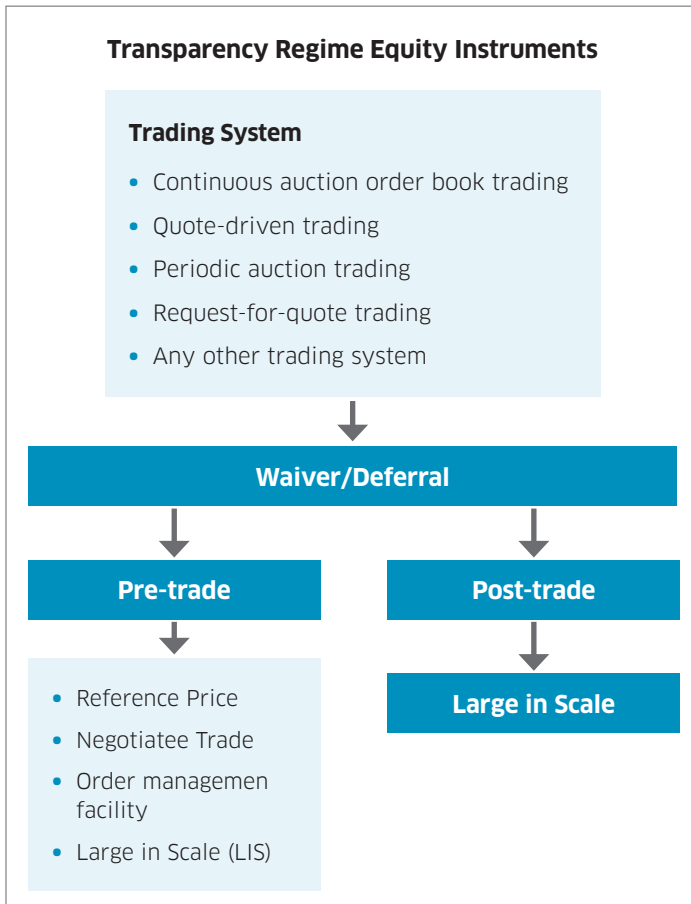 Transparency Regime Equity Instruments
Trading System
• Continuous auction order book trading
• Quote-driven trading
• Periodic auction trading
• Request-for-quote trading
• Any other trading system
Waiver/Deferral
Pre-trade
Post-trade
• Reference Price
• Negotiatee Trade
• Order managemen
facility
• Large in Scale (LIS)
Large in Scale